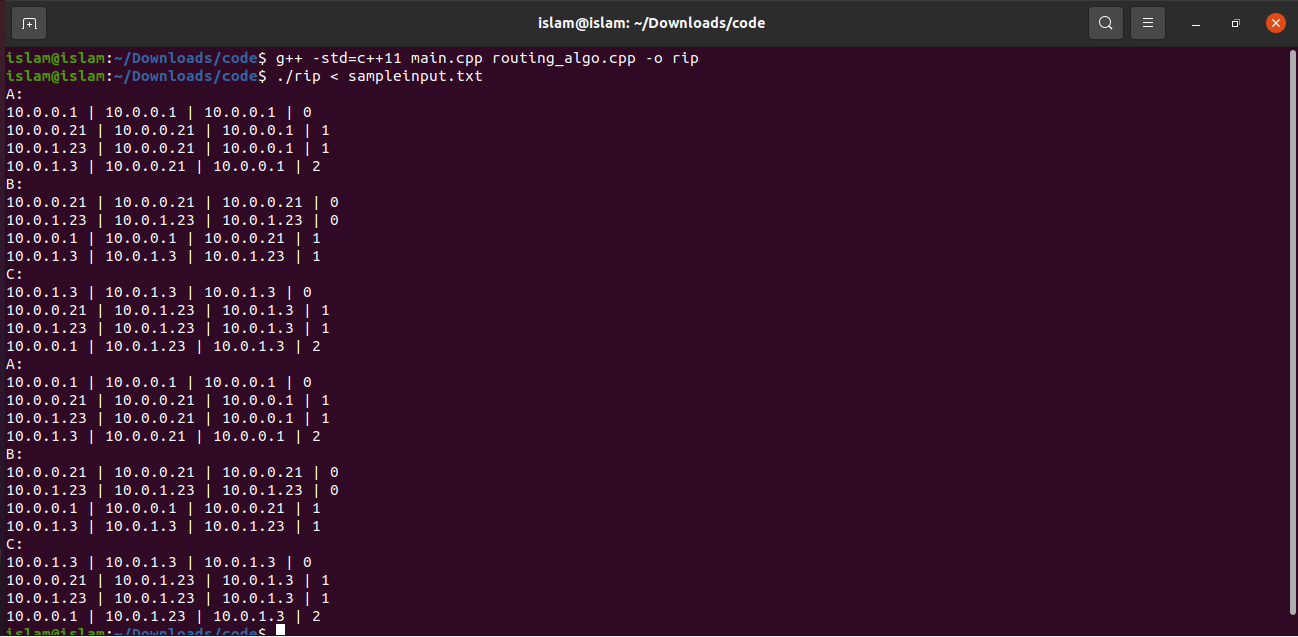 islam@islam: ~/Downloads/code
islam@islam:~/Downloads/code$ g++ -std=c++11 main.cpp routing_algo.cpp -o rip
islam@islam:~/Downloads/code$ ./rip < sampleinput.txt
A:
10.0.0.1 | 10.0.0.1 | 10.0.0.1 | 0
10.0.0.21 | 10.0.0.21 | 10.0.0.1 | 1
10.0.1.23 | 10.0.0.21 | 10.0.0.1 | 1
10.0.1.3 | 10.0.0.21 | 10.0.0.1 | 2
B:
10.0.0.21 | 10.0.0.21 | 10.0.0.21 | 0
10.0.1.23 | 10.0.1.23 | 10.0.1.23 | 0
10.0.0.1 | 10.0.0.1 | 10.0.0.21 | 1
10.0.1.3 | 10.0.1.3 | 10.0.1.23 | 1
C:
10.0.1.3 | 10.0.1.3 | 10.0.1.3 | 0
10.0.0.21 | 10.0.1.23 | 10.0.1.3 | 1
10.0.1.23 | 10.0.1.23 | 10.0.1.3 | 1
10.0.0.1 | 10.0.1.23 | 10.0.1.3 | 2
A:
10.0.0.1 | 10.0.0.1 | 10.0.0.1 | 0
10.0.0.21 | 10.0.0.21 | 10.0.0.1 | 1
10.0.1.23 | 10.0.0.21 | 10.0.0.1 | 1
10.0.1.3 | 10.0.0.21 | 10.0.0.1 | 2
B:
10.0.0.21 | 10.0.0.21 | 10.0.0.21 | 0
10.0.1.23 | 10.0.1.23 | 10.0.1.23 | 0
10.0.0.1 | 10.0.0.1 | 10.0.0.21 | 1
10.0.1.3 | 10.0.1.3 | 10.0.1.23 | 1
C:
10.0.1.3 | 10.0.1.3 | 10.0.1.3 | 0
10.0.0.21 | 10.0.1.23 | 10.0.1.3 | 1
10.0.1.23 | 10.0.1.23 | 10.0.1.3 | 1
10.0.0.1 | 10.0.1.23 | 10.0.1.3 | 2
islam@islam:~/Downloads/code$